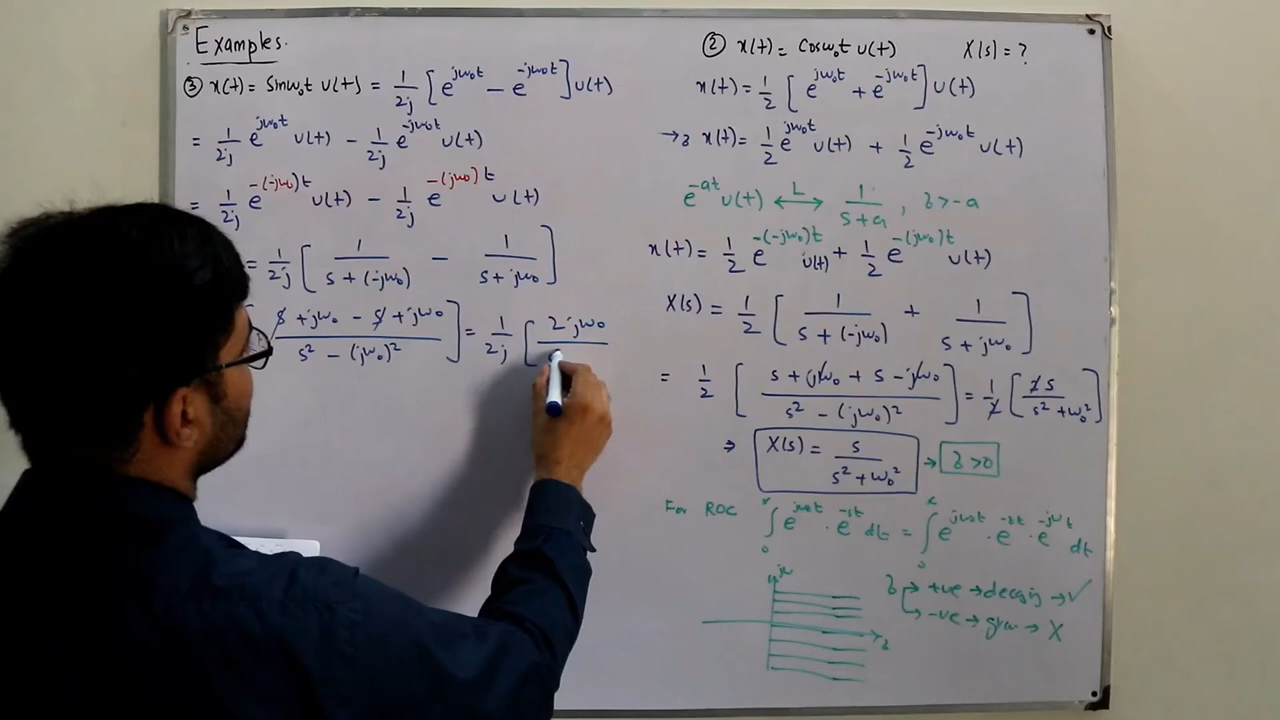 Examples.
③ x(t) = Sinω₀t u(t) = 1/2j [e^{jω₀t} - e^{-jω₀t}] u(t)
= 1/2j e^{jω₀t} u(t) - 1/2j e^{-jω₀t} u(t)
= 1/2j e^{-(-jω₀)t} u(t) - 1/2j e^{-(jω₀)t} u(t)
= 1/2j [1/(s + (-jω₀)) - 1/(s + jω₀)]
[(s + jω₀ - s + jω₀)/(s² - (jω₀)²)] = 1/2j [2jω₀
② x(t) = Cosω₀t u(t) X(s) = ?
x(t) = 1/2 [e^{jω₀t} + e^{-jω₀t}] u(t)
→ x(t) = 1/2 e^{jω₀t} u(t) + 1/2 e^{-jω₀t} u(t)
e^{-at} u(t) ←L→ 1/(s+a), σ > -a
x(t) = 1/2 e^{-(-jω₀)t} u(t) + 1/2 e^{-(jω₀)t} u(t)
X(s) = 1/2 [1/(s + (-jω₀)) + 1/(s + jω₀)]
= 1/2 [(s + jω₀ + s - jω₀)/(s² - (jω₀)²)] = 1/2 [2s/(s² + ω₀²)]
⇒ X(s) = s/(s² + ω₀²) → σ > 0
For ROC ∫₀ e^{jω₀t} · e^{-st} dt = ∫₀ e^{jω₀t} · e^{-σt} · e^{-jωt} dt
jω
σ → +ve → → ✓
→ -ve → → X
σ